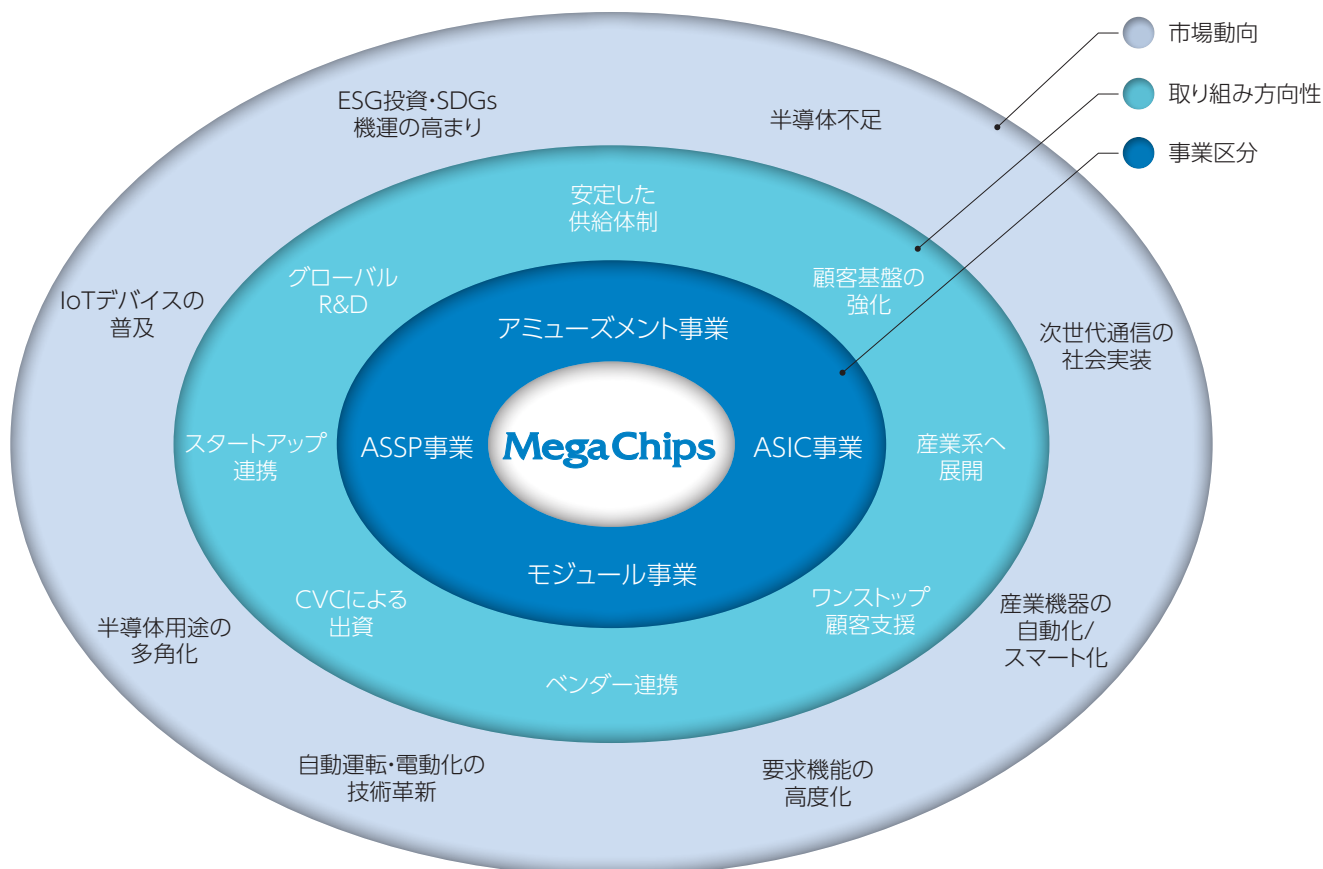 市場動向
取り組み方向性
事業区分
ESG投資・SDGs
機運の高まり
半導体不足
安定した
供給体制
グローバル
R&D
顧客基盤の
強化
IoTデバイスの
普及
アミューズメント事業
次世代通信の
社会実装
スタートアップ
連携
ASSP事業
MegaChips
ASIC事業
産業系へ
展開
モジュール事業
CVCによる
出資
ワンストップ
顧客支援
産業機器の
自動化/
スマート化
半導体用途の
多角化
ベンダー連携
自動運転・電動化の
技術革新
要求機能の
高度化